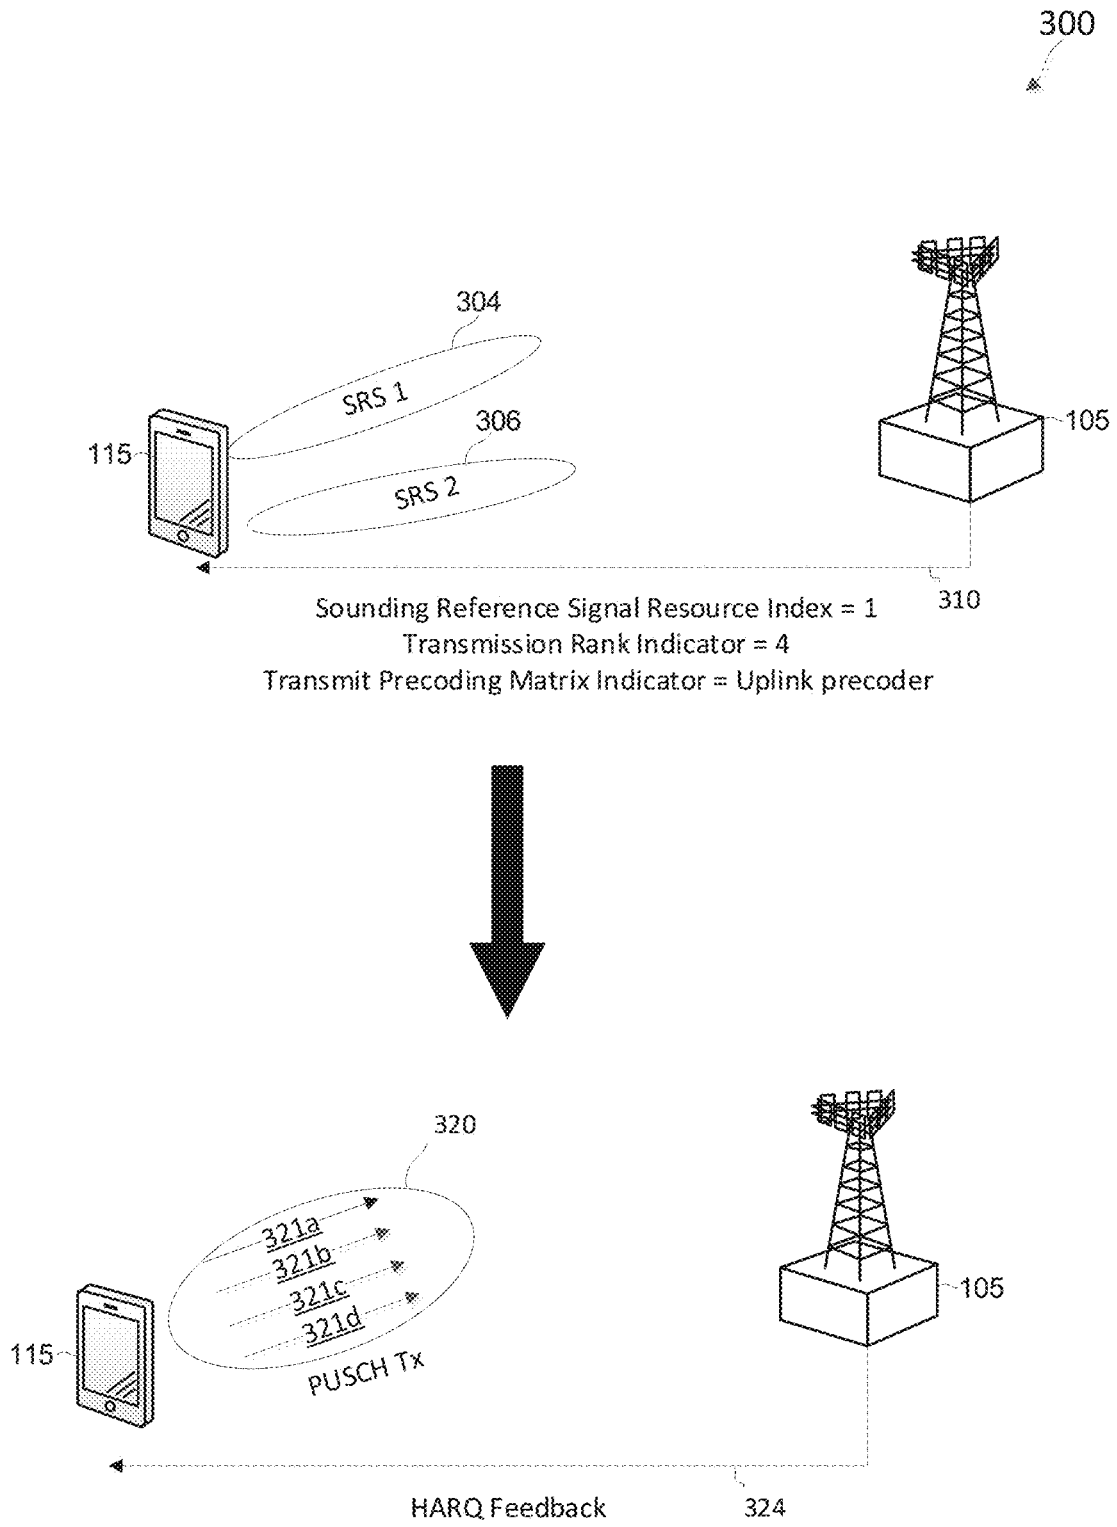 300
304
SRS 1
306
115
SRS 2
105
310
Sounding Reference Signal Resource Index = 1
Transmission Rank Indicator = 4
Transmit Precoding Matrix Indicator = Uplink precoder
320
321a
321b
321c
321d
105
115
PUSCH Tx
HARQ Feedback
324